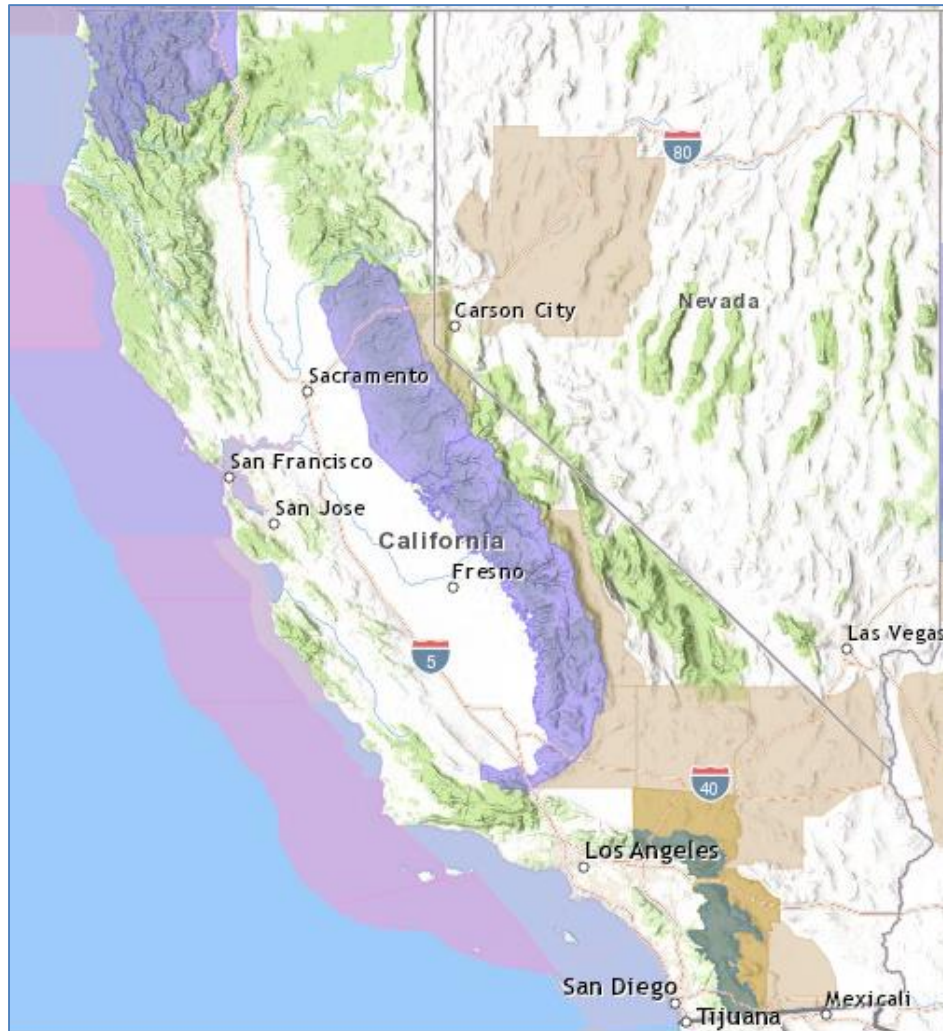 80
Nevada
Carson City
Sacramento
San Francisco
San Jose
California
Fresno
Las Vegas
5
40
Los Angeles
San Diego
Mexicali
Tijuana